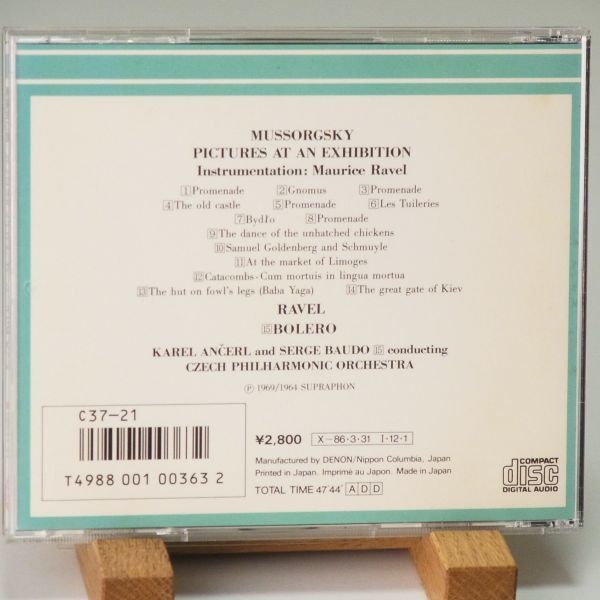 MUSSORGSKY
PICTURES AT AN EXHIBITION
Instrumentation: Maurice Ravel
1 Promenade 2 Gnomus 3 Promenade
4 The old castle 5 Promenade 6 Les Tuileries
7 Bydło 8 Promenade
9 The dance of the unhatched chickens
10 Samuel Goldenberg and Schmuyle
11 At the market of Limoges
12 Catacombs-Cum mortuis in lingua mortua
13 The hut on fowl's legs (Baba Yaga) 14 The great gate of Kiev
RAVEL
15 BOLERO
KAREL ANČERL and SERGE BAUDO 15 conducting
CZECH PHILHARMONIC ORCHESTRA
Ⓟ 1969/1964 SUPRAPHON
C37-21
T4988 001 00363 2
¥2,800 X-86·3·31 I·12·1
Manufactured by DENON/Nippon Columbia, Japan
Printed in Japan. Imprimé au Japon. Made in Japan
TOTAL TIME 47'44" A D D
COMPACT
disc
DIGITAL AUDIO